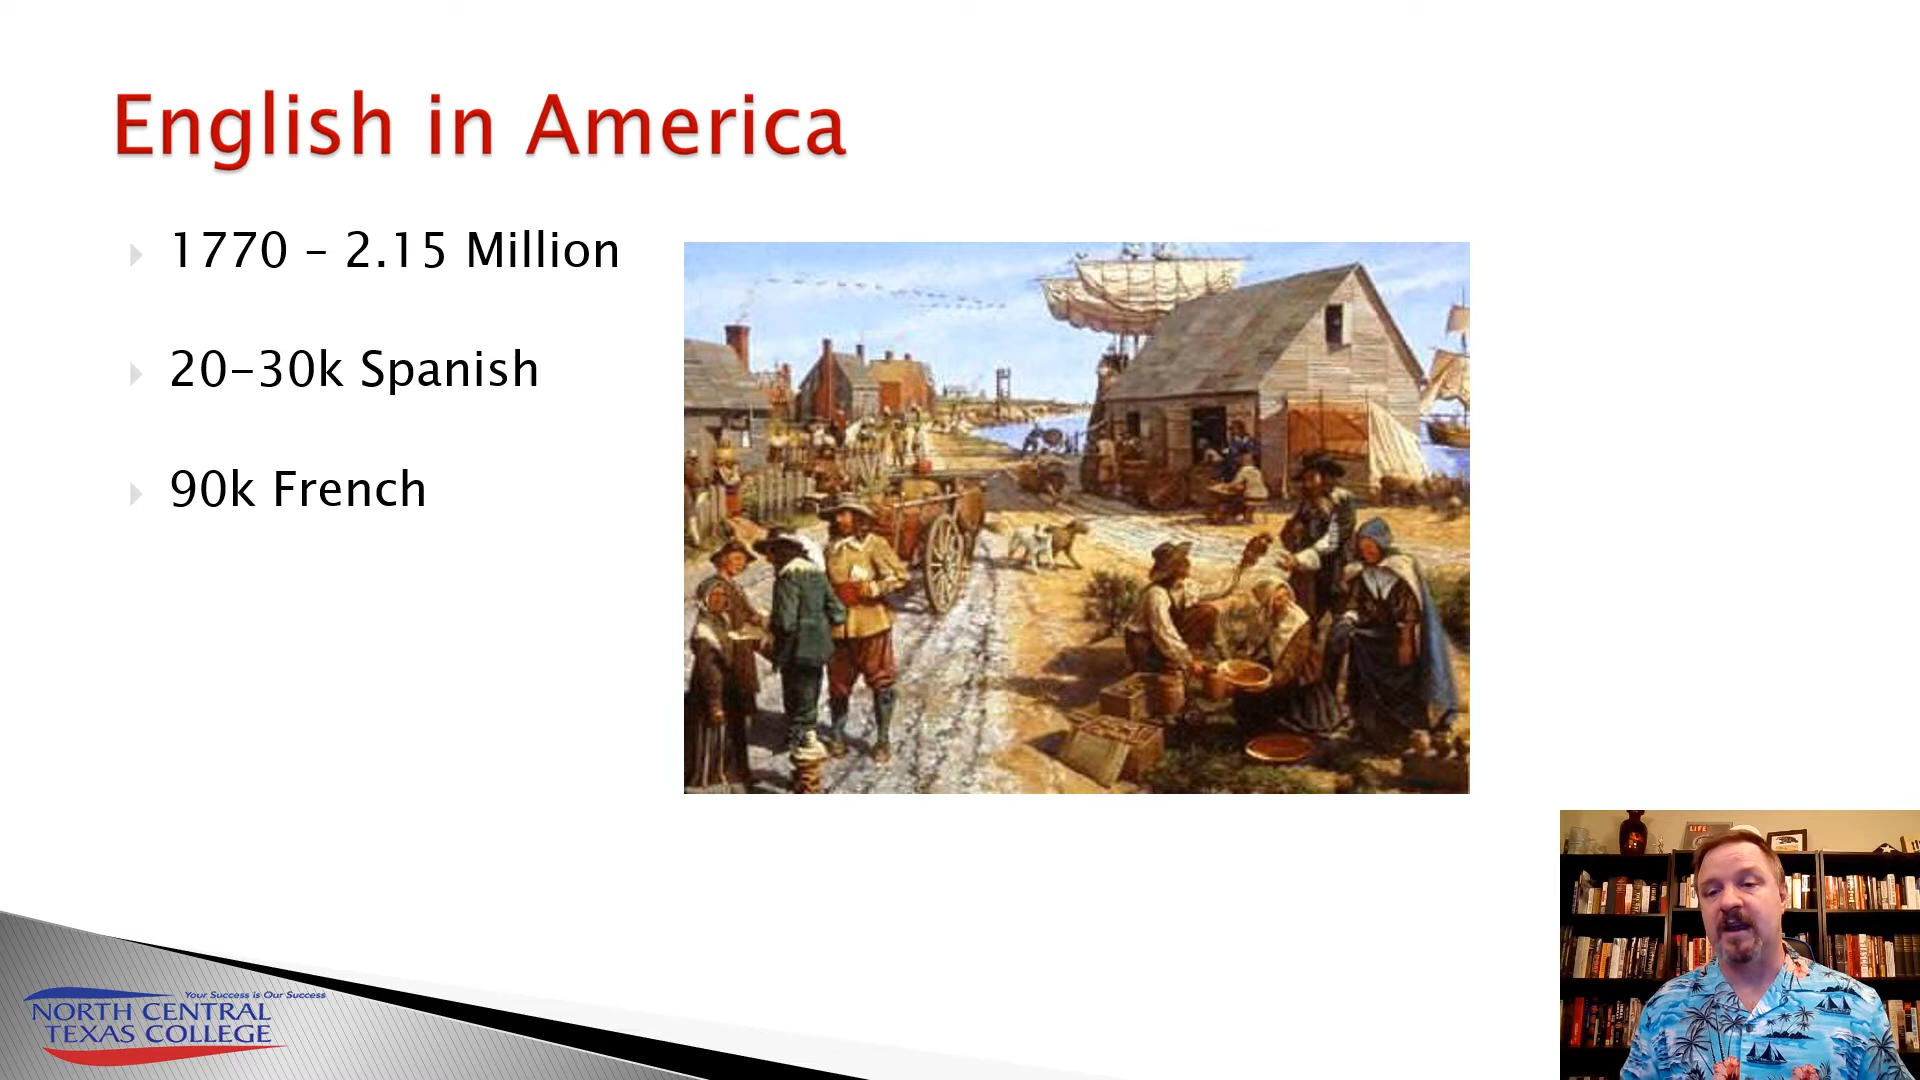 English in America
1770 – 2.15 Million
20-30k Spanish
90k French
LIFE
Your Success is Our Success
NORTH CENTRAL
TEXAS COLLEGE